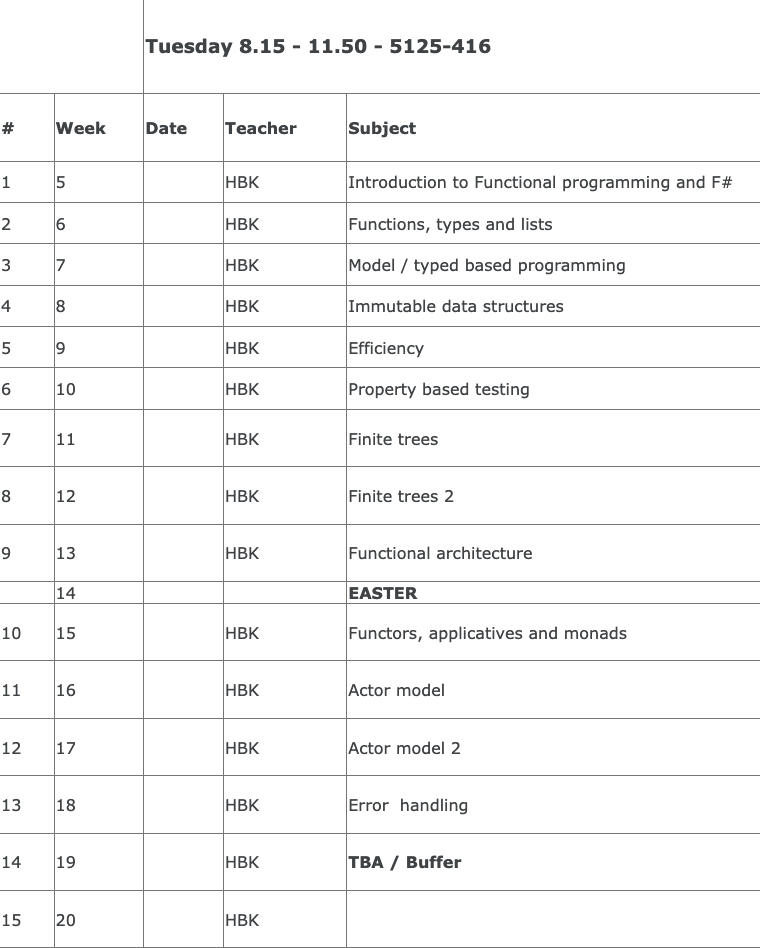 Tuesday 8.15 - 11.50 - 5125-416
# Week Date Teacher Subject
1 5 HBK Introduction to Functional programming and F#
2 6 HBK Functions, types and lists
3 7 HBK Model / typed based programming
4 8 HBK Immutable data structures
5 9 HBK Efficiency
6 10 HBK Property based testing
7 11 HBK Finite trees
8 12 HBK Finite trees 2
9 13 HBK Functional architecture
14 EASTER
10 15 HBK Functors, applicatives and monads
11 16 HBK Actor model
12 17 HBK Actor model 2
13 18 HBK Error  handling
14 19 HBK TBA / Buffer
15 20 HBK